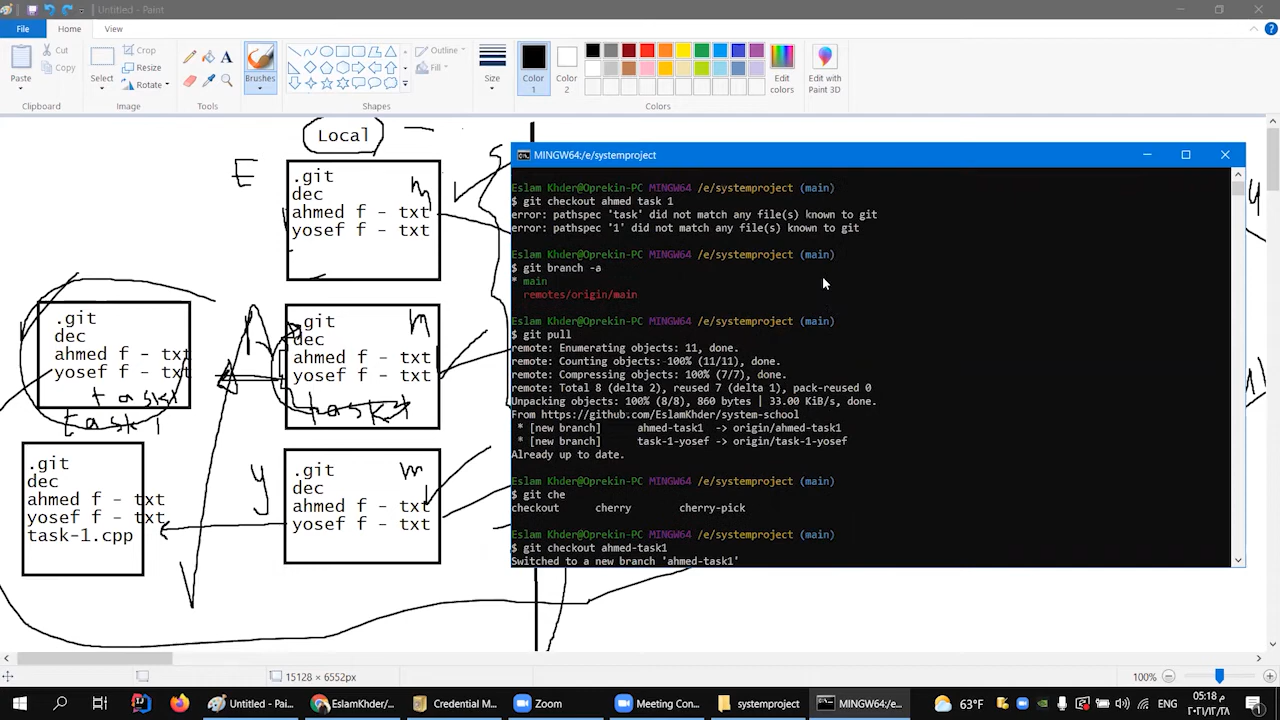 Untitled - Paint
File
Home
View
Paste
Cut
Copy
Clipboard
Select
Crop
Resize
Rotate
Image
Tools
Brushes
Shapes
Outline
Fill
Size
Color
1
Color
2
Colors
Edit
colors
Edit with
Paint 3D
Local
E
.git
dec
ahmed f - txt
yosef f - txt
m
.git
dec
ahmed f - txt
yosef f - txt
task1
task1
A
.git
dec
ahmed f - txt
yosef f - txt
m
task1
.git
dec
ahmed f - txt
yosef f - txt
task-1.cpp
y
.git
dec
ahmed f - txt
yosef f - txt
m
MINGW64:/e/systemproject
Eslam Khder@Oprekin-PC MINGW64 /e/systemproject (main)
$ git checkout ahmed task 1
error: pathspec 'task' did not match any file(s) known to git
error: pathspec '1' did not match any file(s) known to git
Eslam Khder@Oprekin-PC MINGW64 /e/systemproject (main)
$ git branch -a
* main
remotes/origin/main
Eslam Khder@Oprekin-PC MINGW64 /e/systemproject (main)
$ git pull
remote: Enumerating objects: 11, done.
remote: Counting objects: 100% (11/11), done.
remote: Compressing objects: 100% (7/7), done.
remote: Total 8 (delta 2), reused 7 (delta 1), pack-reused 0
Unpacking objects: 100% (8/8), 860 bytes | 33.00 KiB/s, done.
From https://github.com/EslamKhder/system-school
* [new branch] ahmed-task1 -> origin/ahmed-task1
* [new branch] task-1-yosef -> origin/task-1-yosef
Already up to date.
Eslam Khder@Oprekin-PC MINGW64 /e/systemproject (main)
$ git che
checkout cherry cherry-pick
Eslam Khder@Oprekin-PC MINGW64 /e/systemproject (main)
$ git checkout ahmed-task1
Switched to a new branch 'ahmed-task1'
15128 × 6552px
100%
Untitled - Paint
EslamKhder/...
Credential M...
Zoom
Meeting Con...
systemproject
MINGW64:/e...
63°F
ENG
05:18 م
٢٠٢١/١٢/٢٨